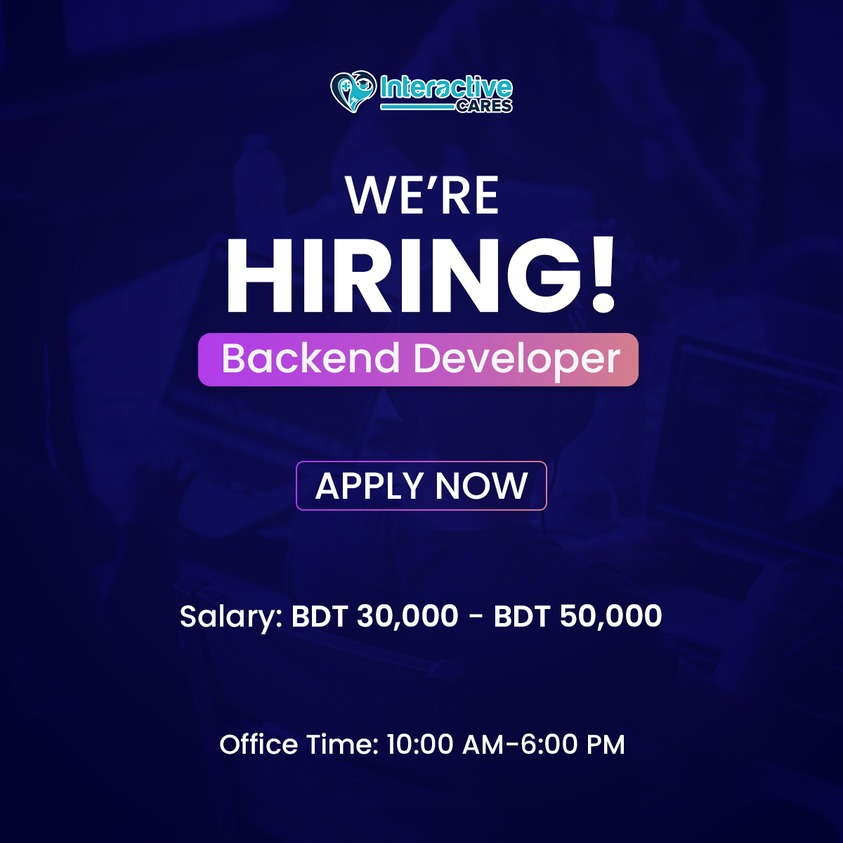 Interactive
CARES
WE’RE
HIRING!
Backend Developer
APPLY NOW
Salary: BDT 30,000 - BDT 50,000
Office Time: 10:00 AM-6:00 PM